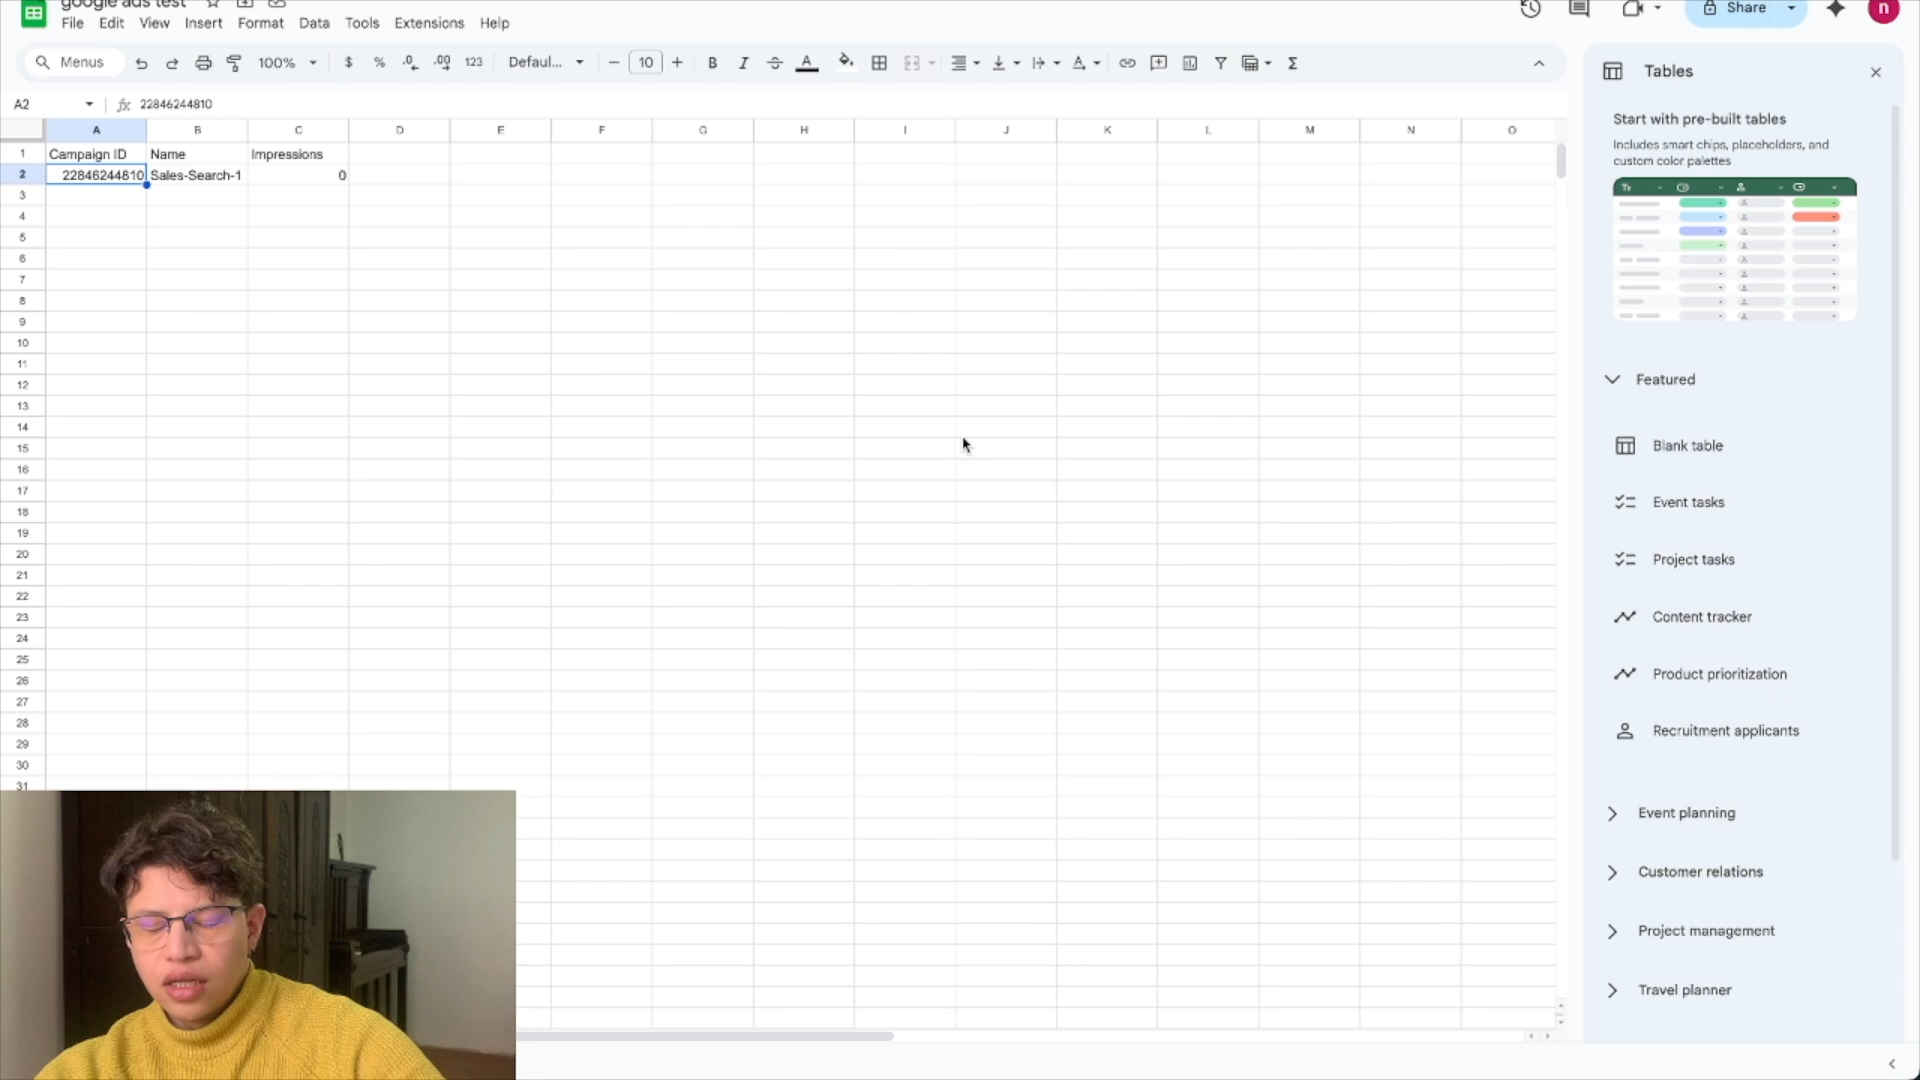 google ads test
File Edit View Insert Format Data Tools Extensions Help
Share
n
Menus 100% $ % .0 .00 123 Defaul... 10 B I A
A2 fx 22846244810
A B C D E F G H I J K L M N O
1 Campaign ID Name Impressions
2 22846244810 Sales-Search-1 0
3
4
5
6
7
8
9
10
11
12
13
14
15
16
17
18
19
20
21
22
23
24
25
26
27
28
29
30
31
Tables
Start with pre-built tables
Includes smart chips, placeholders, and
custom color palettes
Featured
Blank table
Event tasks
Project tasks
Content tracker
Product prioritization
Recruitment applicants
Event planning
Customer relations
Project management
Travel planner